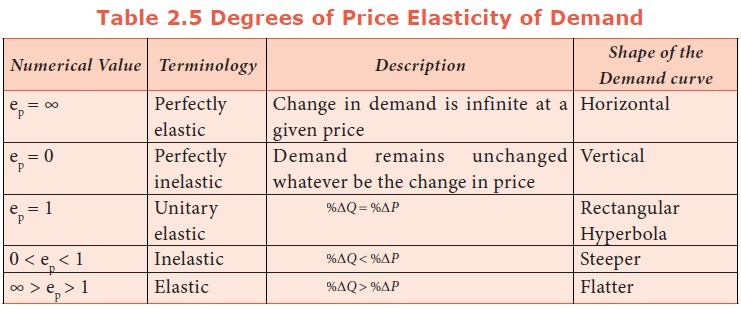 Table 2.5 Degrees of Price Elasticity of Demand
Numerical Value Terminology Description Shape of the Demand curve
eₚ = ∞ Perfectly elastic Change in demand is infinite at a given price Horizontal
eₚ = 0 Perfectly inelastic Demand remains unchanged whatever be the change in price Vertical
eₚ = 1 Unitary elastic %ΔQ = %ΔP Rectangular Hyperbola
0 < eₚ < 1 Inelastic %ΔQ < %ΔP Steeper
∞ > eₚ > 1 Elastic %ΔQ > %ΔP Flatter